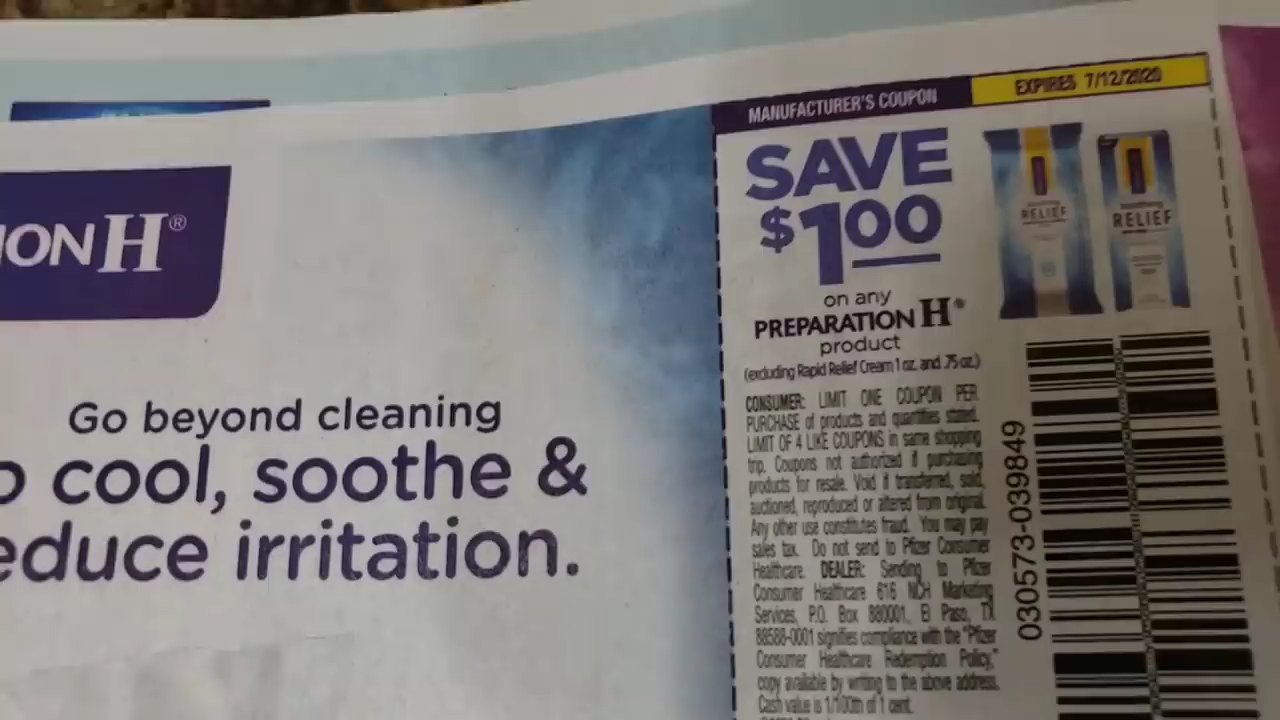 ION H®
Go beyond cleaning
o cool, soothe &
educe irritation.
MANUFACTURER'S COUPON
EXPIRES 7/12/2020
SAVE
$1.00
on any
PREPARATION H®
product
(excluding Rapid Relief Cream 1 oz. and .75 oz.)
CONSUMER: LIMIT ONE COUPON PER
PURCHASE of products and quantities stated.
LIMIT OF 4 LIKE COUPONS in same shopping
trip. Coupons not authorized if purchasing
products for resale. Void if transferred, sold,
auctioned, reproduced or altered from original.
Any other use constitutes fraud. You may pay
sales tax. Do not send to Pfizer Consumer
Healthcare. DEALER: Sending to Pfizer
Consumer Healthcare 616 NCH Marketing
Services, P.O. Box 880001, El Paso, TX
88588-0001 signifies compliance with the "Pfizer
Consumer Healthcare Redemption Policy,"
copy available by writing to the above address.
Cash value is 1/100th of 1 cent.
RELIEF
RELIEF
030573-039849